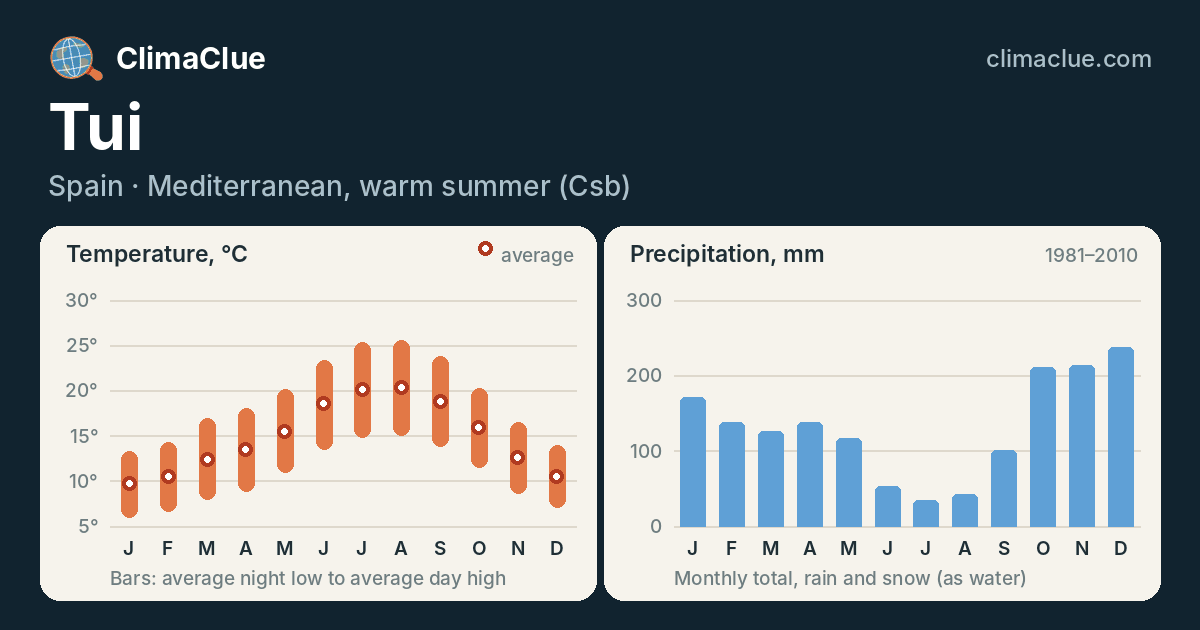 ClimaClue
climaclue.com
Tui
Spain · Mediterranean, warm summer (Csb)
Temperature, °C
average
30°
25°
20°
15°
10°
5°
J F M A M J J A S O N D
Bars: average night low to average day high
Precipitation, mm
1981–2010
300
200
100
0
J F M A M J J A S O N D
Monthly total, rain and snow (as water)